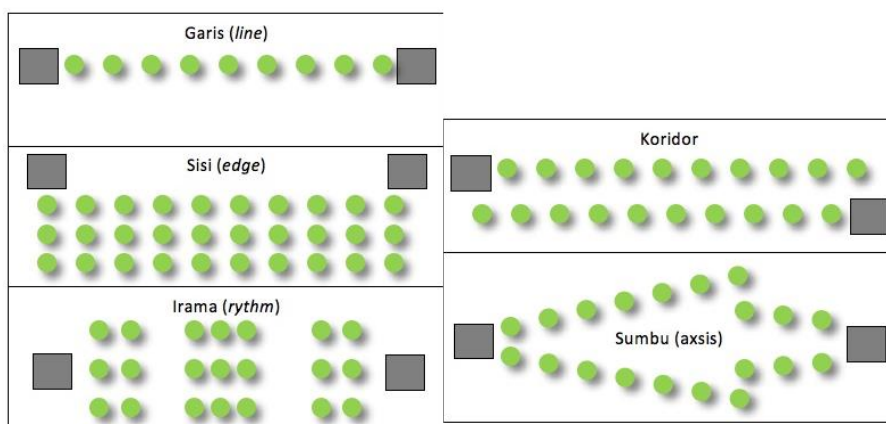 Garis (line)
Sisi (edge)
Irama (rythm)
Koridor
Sumbu (axsis)